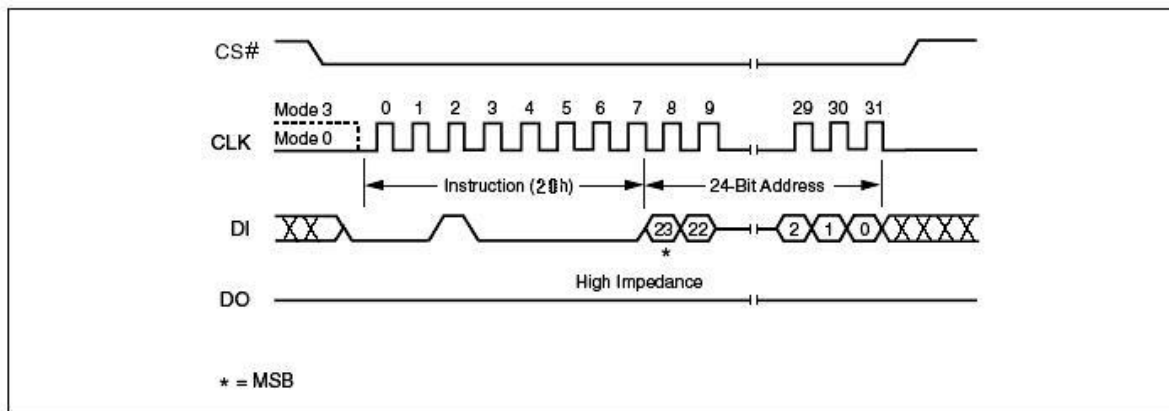 CS#
Mode 3
0 1 2 3 4 5 6 7 8 9 29 30 31
Mode 0
CLK
Instruction (20h) 24-Bit Address
DI 23 22 2 1 0
*
High Impedance
DO
* = MSB